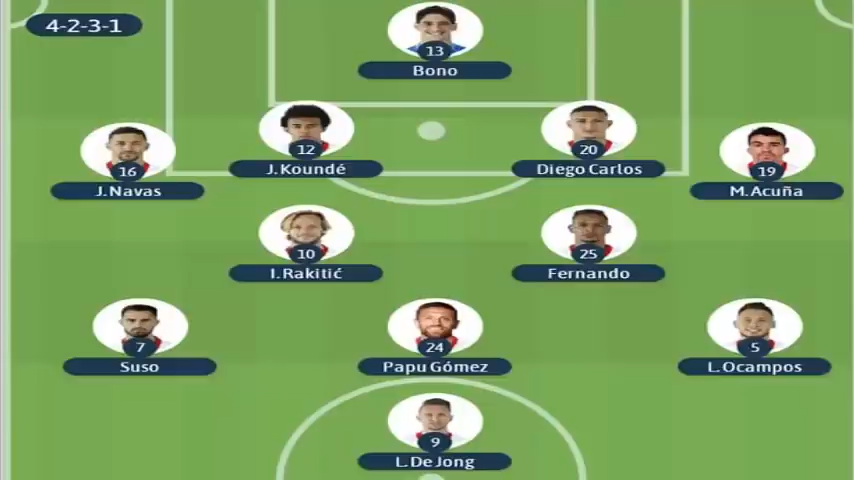 4-2-3-1
13
Bono
12
J.Koundé
20
Diego Carlos
16
J.Navas
19
M.Acuña
10
I.Rakitić
25
Fernando
7
Suso
24
Papu Gómez
5
L.Ocampos
9
L.De Jong